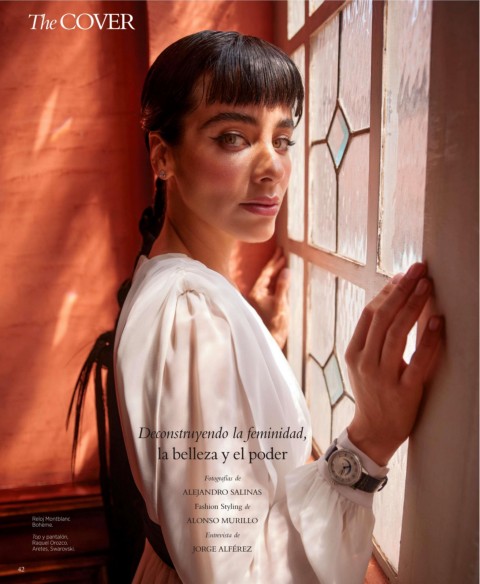 The COVER
Deconstruyendo la feminidad,
la belleza y el poder
Fotografías de
ALEJANDRO SALINAS
Fashion Styling de
ALONSO MURILLO
Entrevista de
JORGE ALFÉREZ
Reloj Montblanc
Bohème.
Top y pantalón,
Raquel Orozco.
Aretes, Swarovski.
42